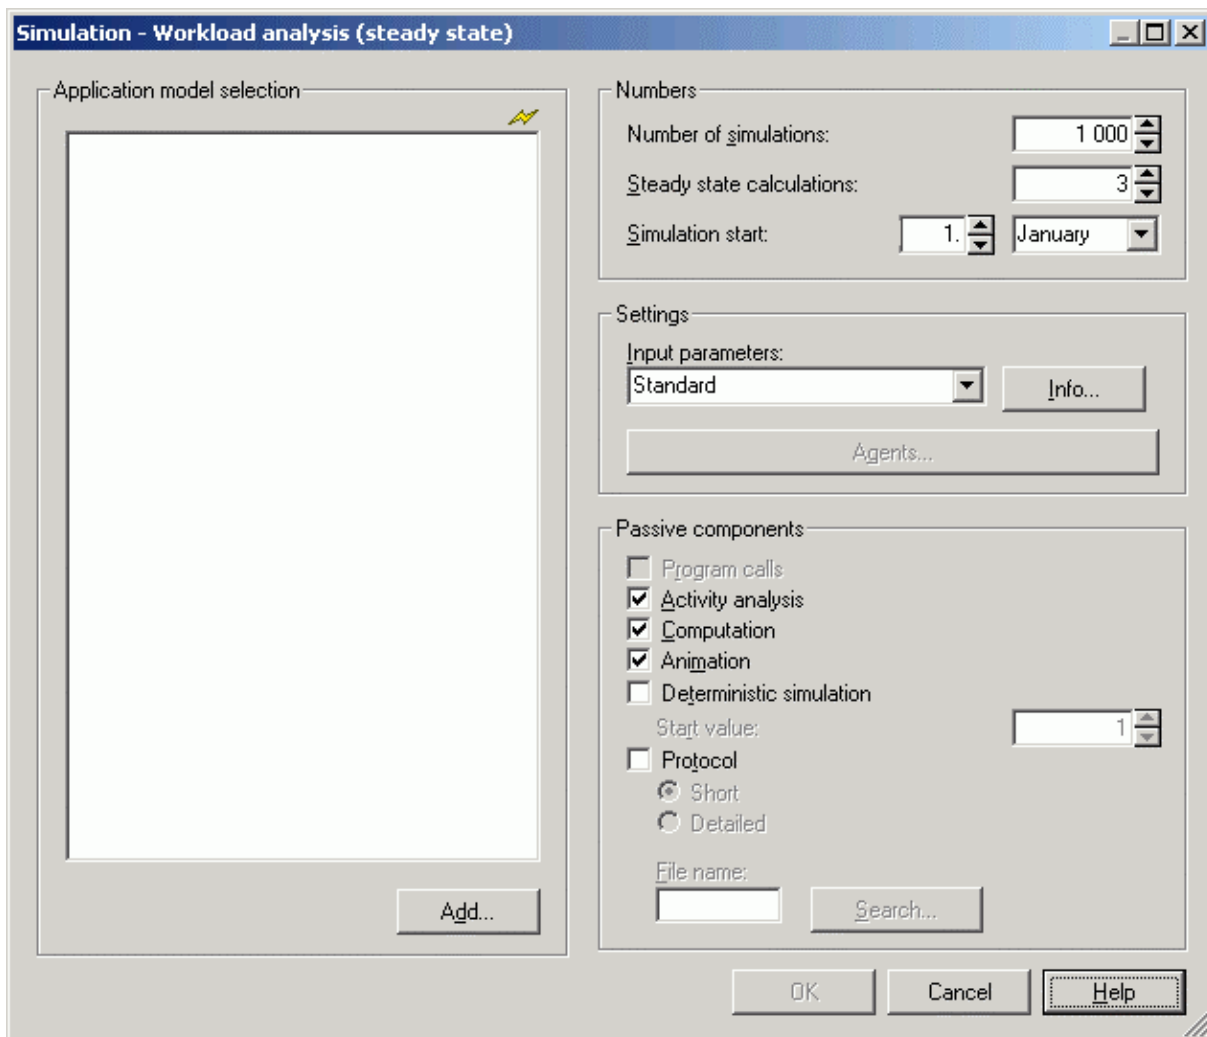 Simulation - Workload analysis (steady state)
Application model selection
Add...
Numbers
Number of simulations: 1 000
Steady state calculations: 3
Simulation start: 1. January
Settings
Input parameters:
Standard Info...
Agents...
Passive components
Program calls
Activity analysis
Computation
Animation
Deterministic simulation
Start value: 1
Protocol
Short
Detailed
File name:
Search...
OK Cancel Help